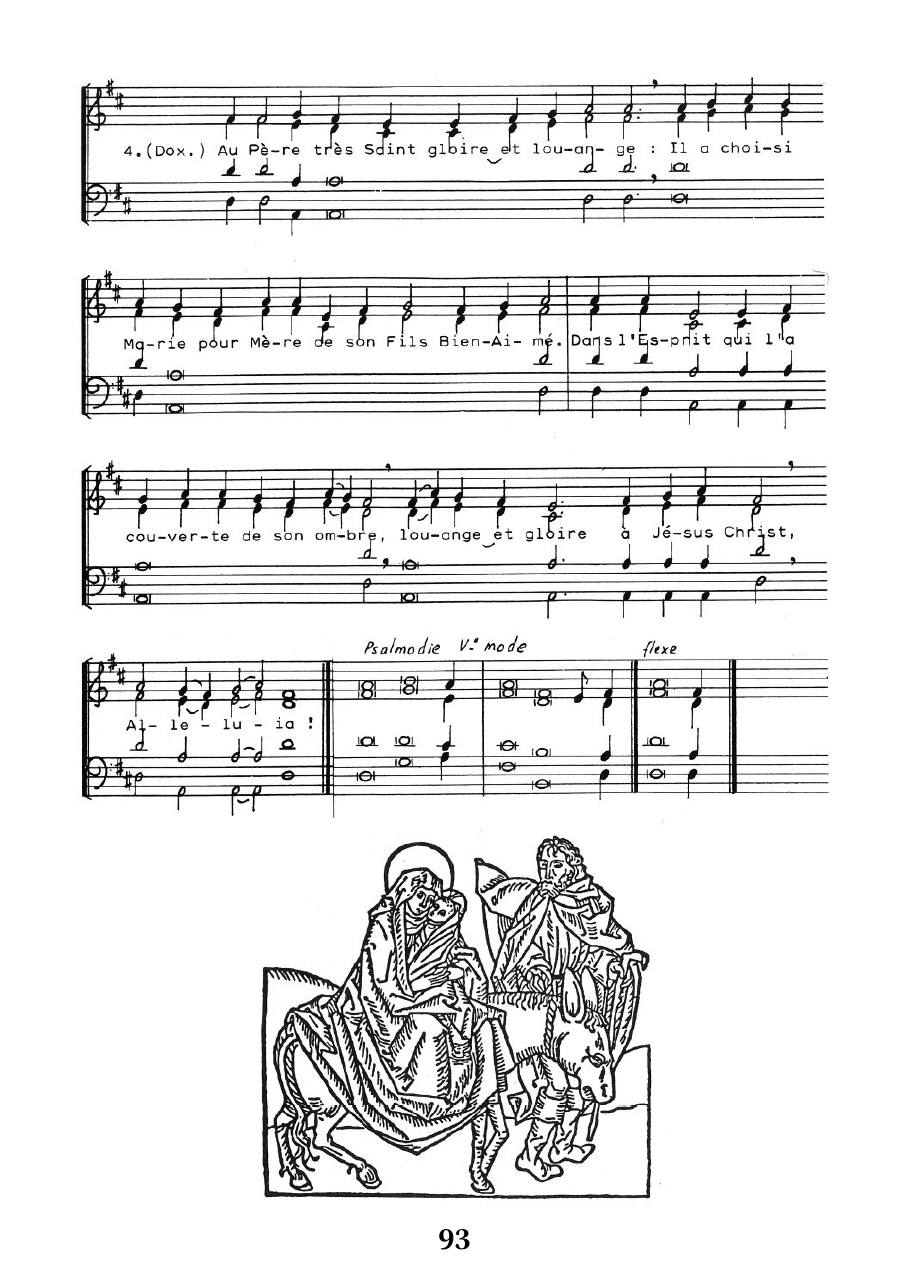 4.(Dox.) Au Pè-re très Saint gloire et lou-an- ge : Il a choi-si
Ma-rie pour Mè-re de son Fils Bien-Ai- mé. Dans l'Es-prit qui l'a
cou-ver-te de son om-bre, lou-ange et gloire à Jé-sus Christ,
Psalmodie V.e mode flexe
Al- le - lu - ia !
93